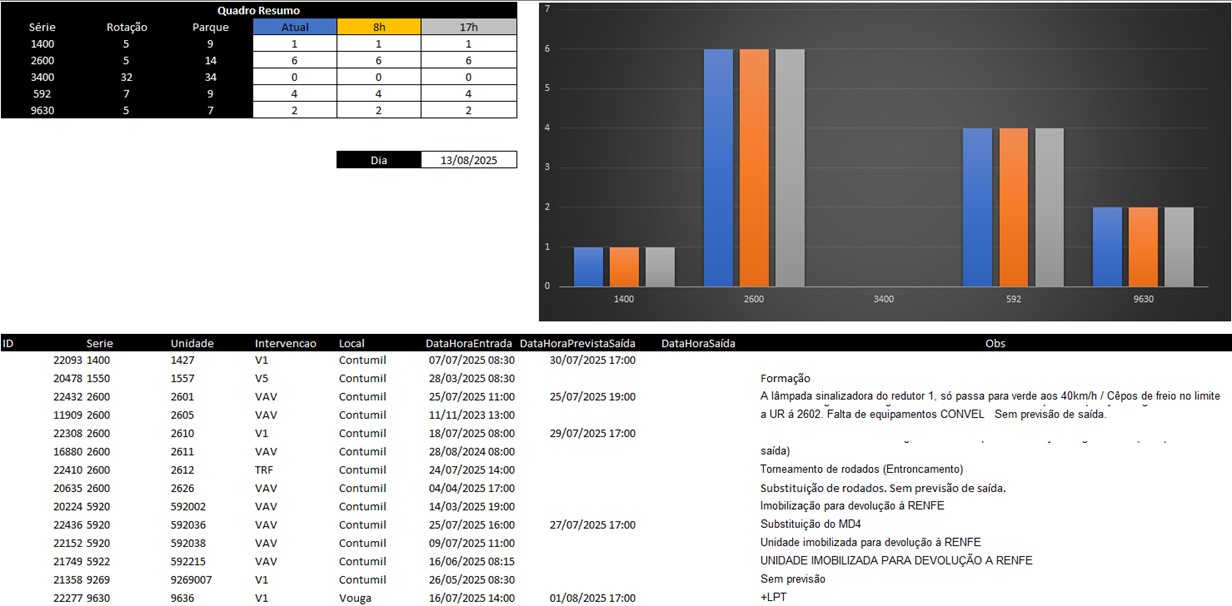 Quadro Resumo
Série Rotação Parque Atual 8h 17h
1400 5 9 1 1 1
2600 5 14 6 6 6
3400 32 34 0 0 0
592 7 9 4 4 4
9630 5 7 2 2 2
Dia 13/08/2025
7
6
5
4
3
2
1
0
1400 2600 3400 592 9630
ID Serie Unidade Intervencao Local DataHoraEntrada DataHoraPrevistaSaída DataHoraSaída Obs
22093 1400 1427 V1 Contumil 07/07/2025 08:30 30/07/2025 17:00
20478 1550 1557 V5 Contumil 28/03/2025 08:30 Formação
22432 2600 2601 VAV Contumil 25/07/2025 11:00 25/07/2025 19:00 A lâmpada sinalizadora do redutor 1, só passa para verde aos 40km/h / Cêpos de freio no limite
11909 2600 2605 VAV Contumil 11/11/2023 13:00 a UR á 2602. Falta de equipamentos CONVEL Sem previsão de saída.
22308 2600 2610 V1 Contumil 18/07/2025 08:00 29/07/2025 17:00
16880 2600 2611 VAV Contumil 28/08/2024 08:00 saída)
22410 2600 2612 TRF Contumil 24/07/2025 14:00 Torneamento de rodados (Entroncamento)
20635 2600 2626 VAV Contumil 04/04/2025 17:00 Substituição de rodados. Sem previsão de saída.
20224 5920 592002 VAV Contumil 14/03/2025 19:00 Imobilização para devolução à RENFE
22436 5920 592036 VAV Contumil 25/07/2025 16:00 27/07/2025 17:00 Substituição do MD4
22152 5920 592038 VAV Contumil 09/07/2025 11:00 Unidade imobilizada para devolução à RENFE
21749 5922 592215 VAV Contumil 16/06/2025 08:15 UNIDADE IMOBILIZADA PARA DEVOLUÇÃO A RENFE
21358 9269 9269007 V1 Contumil 26/05/2025 08:30 Sem previsão
22277 9630 9636 V1 Vouga 16/07/2025 14:00 01/08/2025 17:00 +LPT